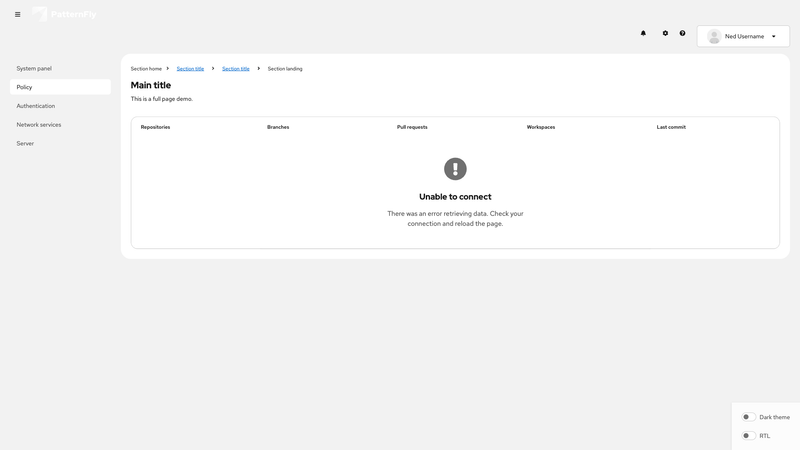 PatternFly
Ned Username
System panel
Policy
Authentication
Network services
Server
Section home Section title Section title Section landing
Main title
This is a full page demo.
Repositories Branches Pull requests Workspaces Last commit
Unable to connect
There was an error retrieving data. Check your
connection and reload the page.
Dark theme
RTL